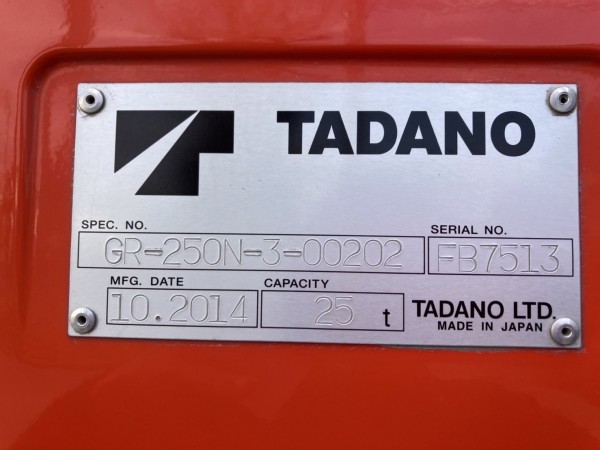 TADANO
SPEC. NO.
GR-250N-3-00202
SERIAL NO.
FB7513
MFG. DATE
10.2014
CAPACITY
25 t
TADANO LTD.
MADE IN JAPAN